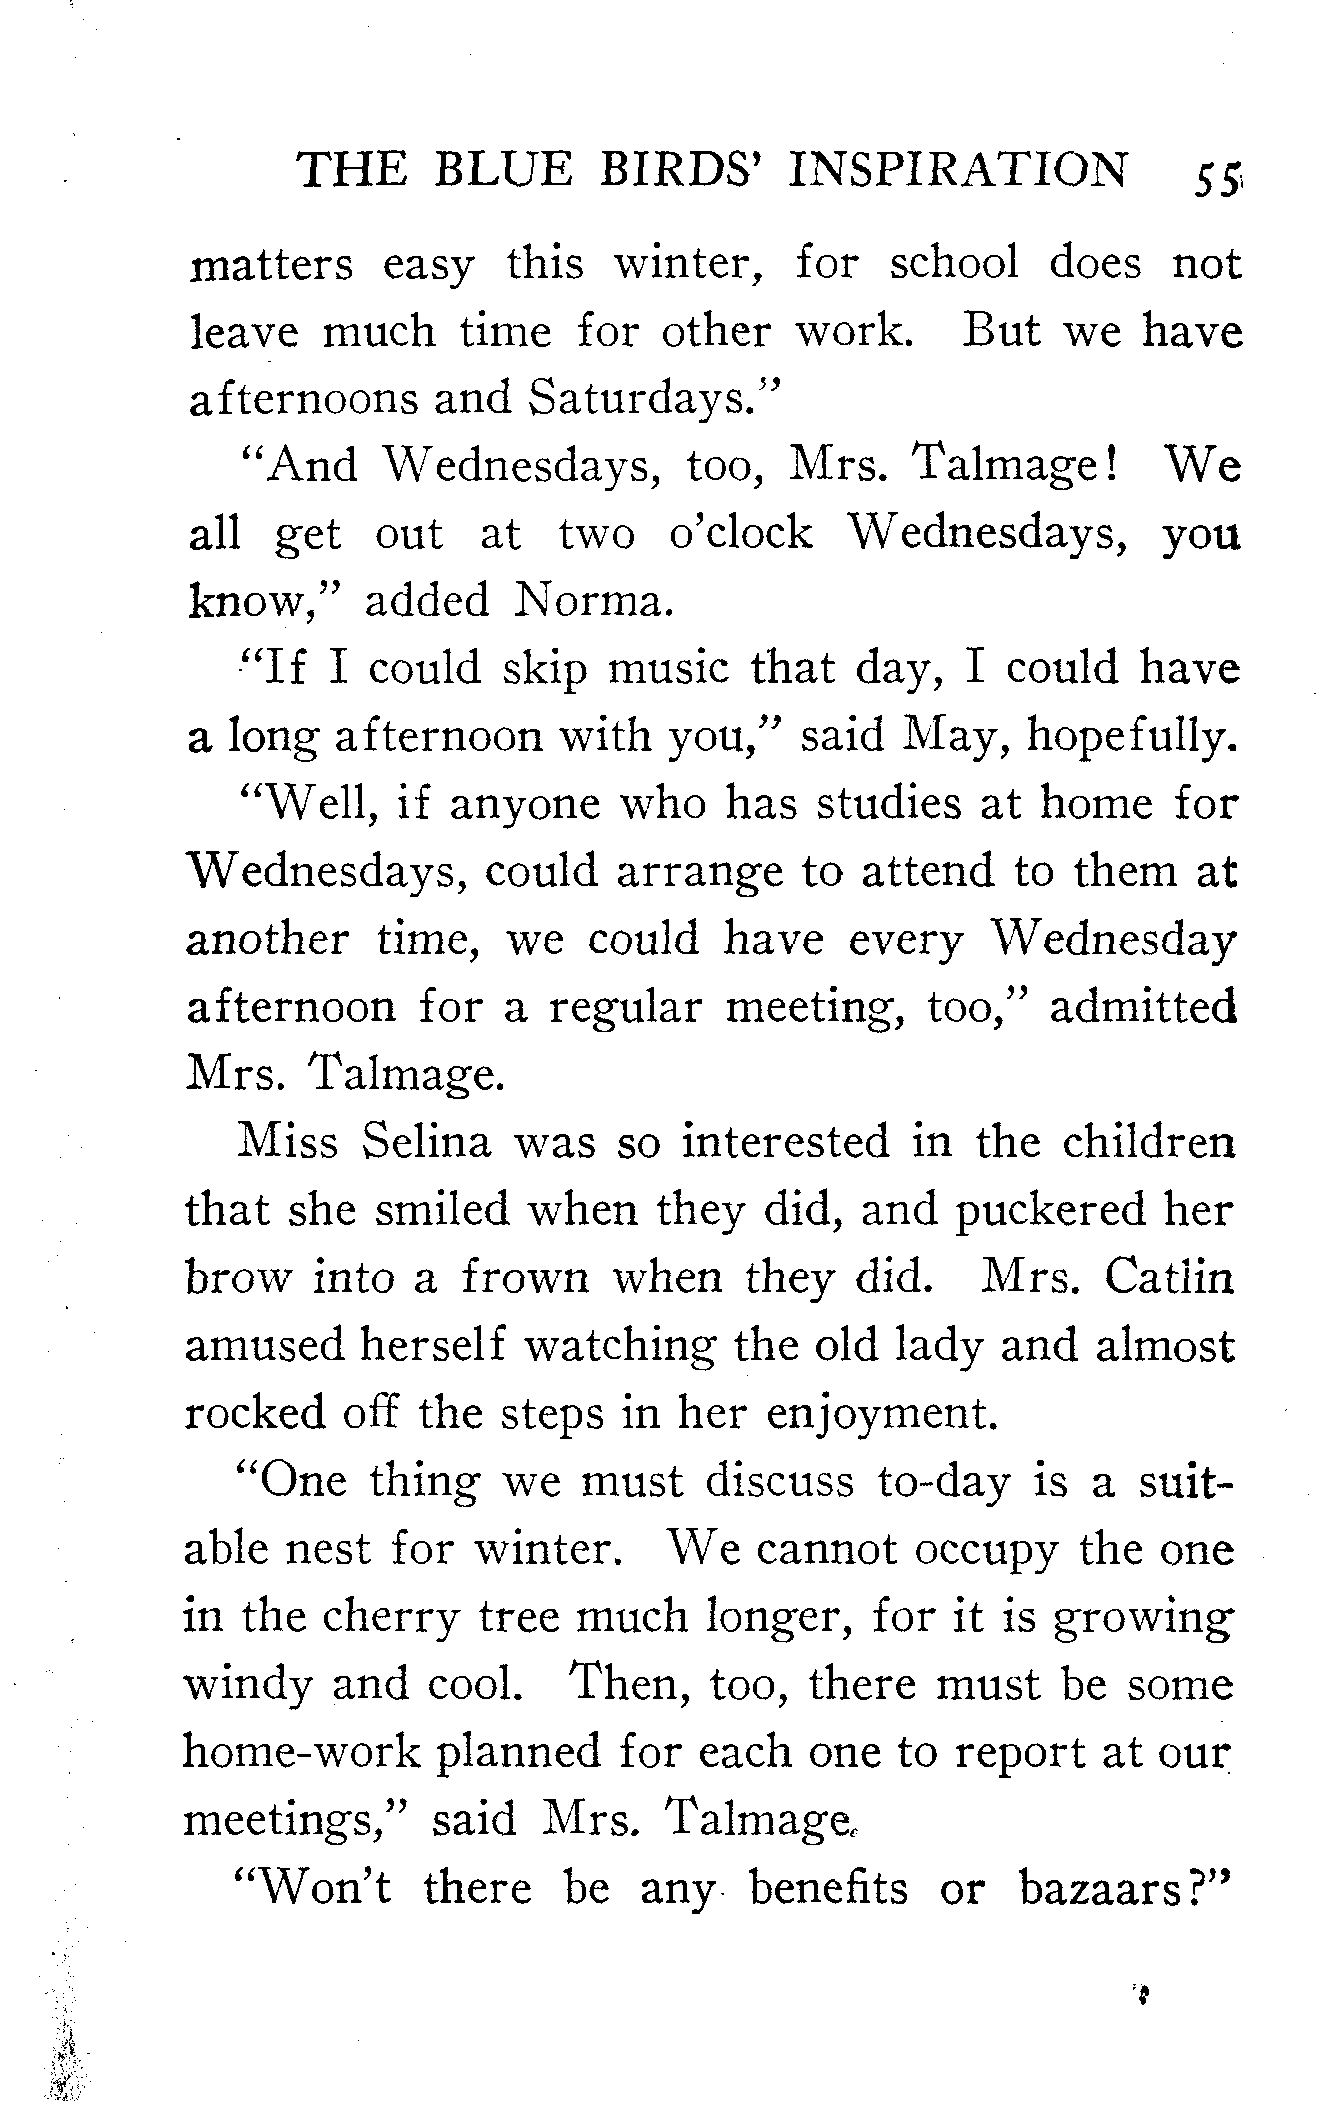 THE BLUE BIRDS' INSPIRATION 55
matters easy this winter, for school does not
leave much time for other work. But we have
afternoons and Saturdays."
"And Wednesdays, too, Mrs. Talmage! We
all get out at two o'clock Wednesdays, you
know," added Norma.
"If I could skip music that day, I could have
a long afternoon with you," said May, hopefully.
"Well, if anyone who has studies at home for
Wednesdays, could arrange to attend to them at
another time, we could have every Wednesday
afternoon for a regular meeting, too," admitted
Mrs. Talmage.
Miss Selina was so interested in the children
that she smiled when they did, and puckered her
brow into a frown when they did. Mrs. Catlin
amused herself watching the old lady and almost
rocked off the steps in her enjoyment.
"One thing we must discuss to-day is a suit-
able nest for winter. We cannot occupy the one
in the cherry tree much longer, for it is growing
windy and cool. Then, too, there must be some
home-work planned for each one to report at our
meetings," said Mrs. Talmage.
"Won't there be any benefits or bazaars?"